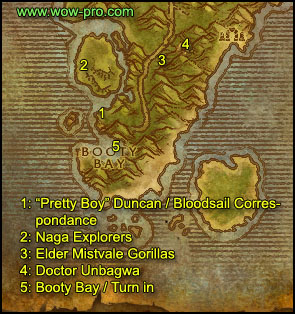 www.wow-pro.com
2
4
3
1
5
BOOTY
BAY
1: “Pretty Boy” Duncan / Bloodsail Corres-
pondance
2: Naga Explorers
3: Elder Mistvale Gorillas
4: Doctor Unbagwa
5: Booty Bay / Turn in